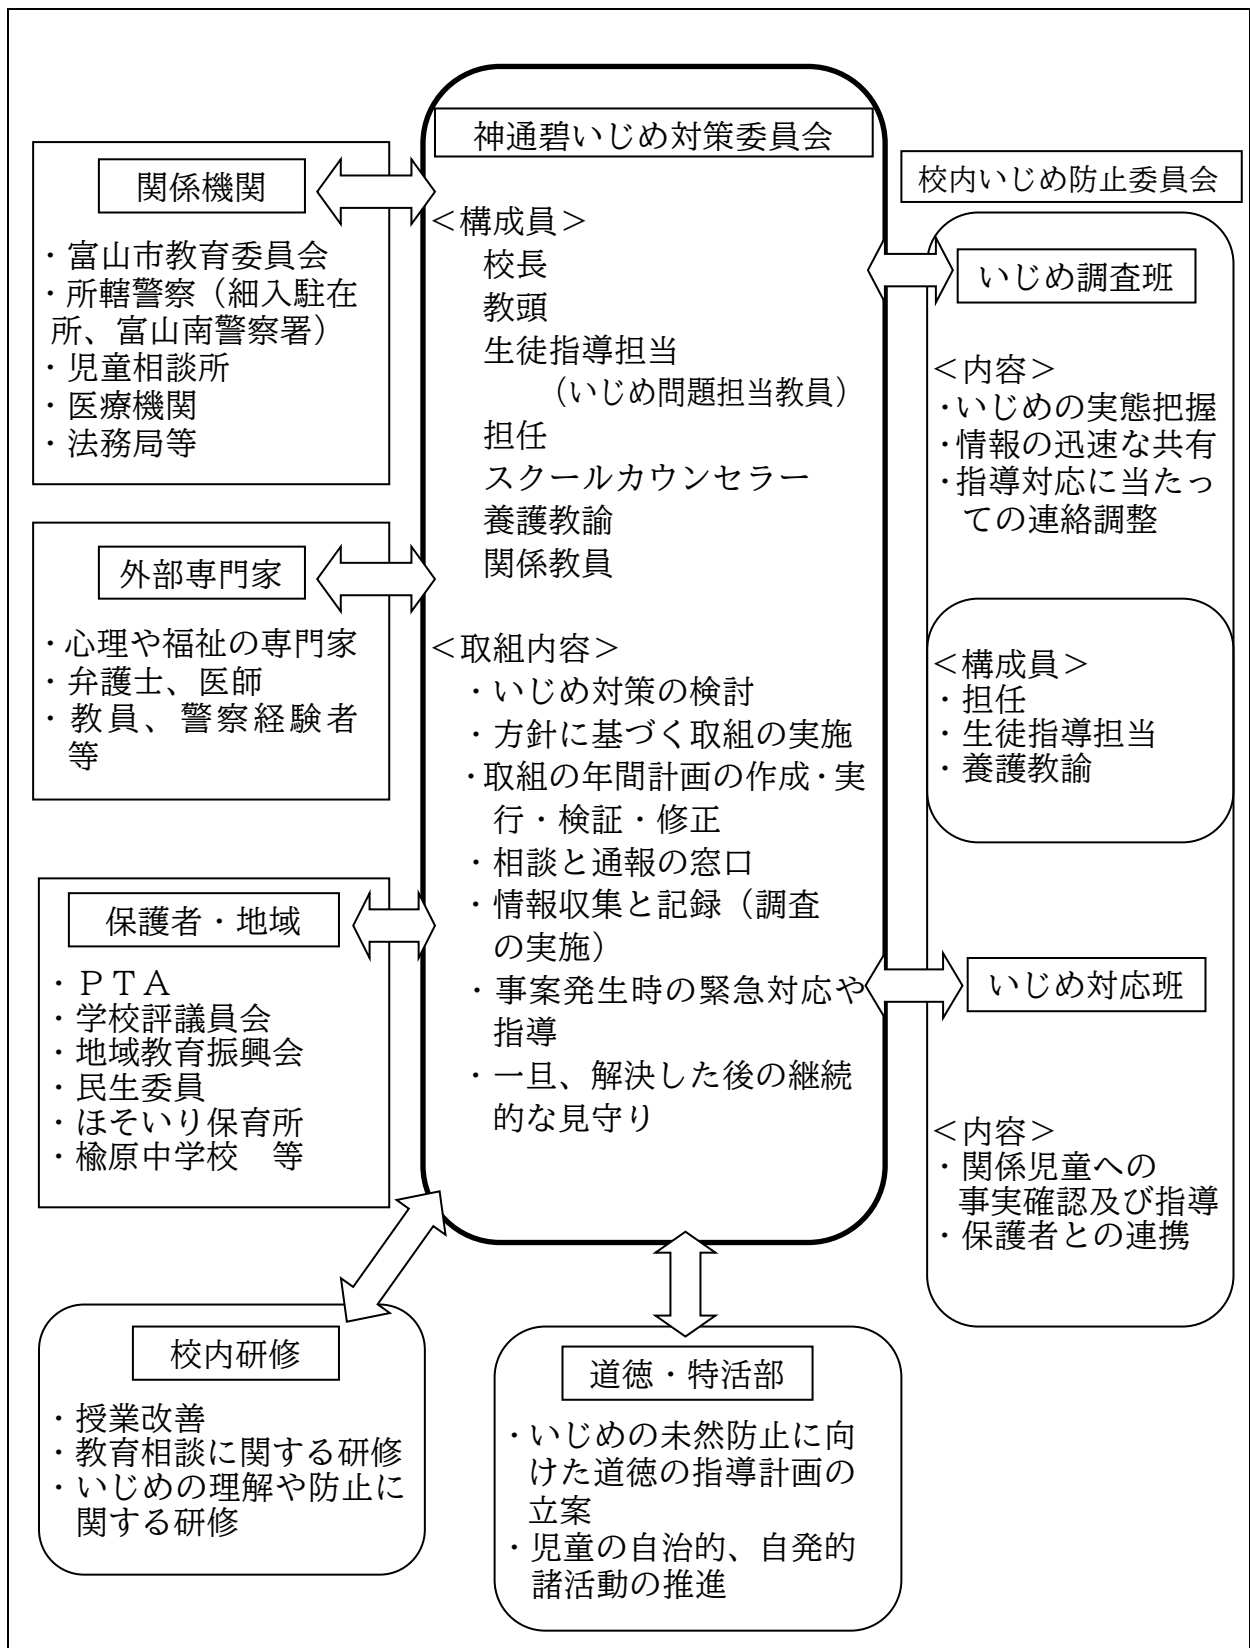 神通碧いじめ対策委員会
＜構成員＞
校長
教頭
生徒指導担当
（いじめ問題担当教員）
担任
スクールカウンセラー
養護教諭
関係教員
＜取組内容＞
・いじめ対策の検討
・方針に基づく取組の実施
・取組の年間計画の作成・実
行・検証・修正
・相談と通報の窓口
・情報収集と記録（調査
の実施）
・事案発生時の緊急対応や
指導
・一旦、解決した後の継続
的な見守り
関係機関
・富山市教育委員会
・所轄警察（細入駐在
所、富山南警察署）
・児童相談所
・医療機関
・法務局等
外部専門家
・心理や福祉の専門家
・弁護士、医師
・教員、警察経験者
等
保護者・地域
・ＰＴＡ
・学校評議員会
・地域教育振興会
・民生委員
・ほそいり保育所
・楡原中学校　等
校内いじめ防止委員会
いじめ調査班
＜内容＞
・いじめの実態把握
・情報の迅速な共有
・指導対応に当たっ
ての連絡調整
＜構成員＞
・担任
・生徒指導担当
・養護教諭
いじめ対応班
＜内容＞
・関係児童への
事実確認及び指導
・保護者との連携
校内研修
・授業改善
・教育相談に関する研修
・いじめの理解や防止に
関する研修
道徳・特活部
・いじめの未然防止に向
けた道徳の指導計画の
立案
・児童の自治的、自発的
諸活動の推進